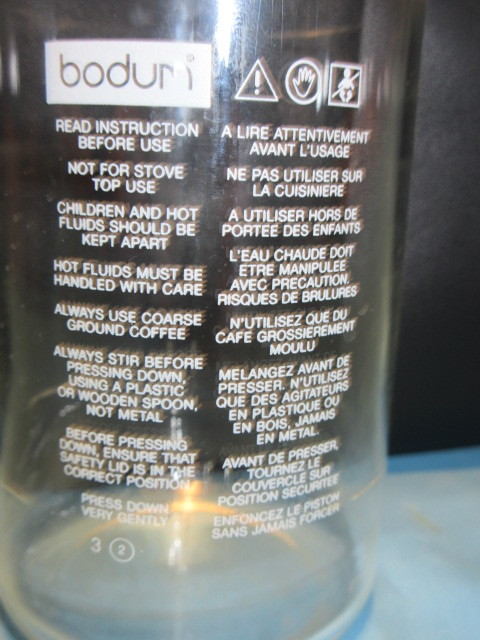 bodum
READ INSTRUCTION
BEFORE USE
NOT FOR STOVE
TOP USE
CHILDREN AND HOT
FLUIDS SHOULD BE
KEPT APART
HOT FLUIDS MUST BE
HANDLED WITH CARE
ALWAYS USE COARSE
GROUND COFFEE
ALWAYS STIR BEFORE
PRESSING DOWN,
USING A PLASTIC
OR WOODEN SPOON,
NOT METAL
BEFORE PRESSING
DOWN, ENSURE THAT
SAFETY LID IS IN THE
CORRECT POSITION
PRESS DOWN
VERY GENTLY
3 2
A LIRE ATTENTIVEMENT
AVANT L'USAGE
NE PAS UTILISER SUR
LA CUISINIERE
A UTILISER HORS DE
PORTEE DES ENFANTS
L'EAU CHAUDE DOIT
ETRE MANIPULEE
AVEC PRECAUTION.
RISQUES DE BRULURES
N'UTILISEZ QUE DU
CAFE GROSSIEREMENT
MOULU
MELANGEZ AVANT DE
PRESSER. N'UTILISEZ
QUE DES AGITATEURS
EN PLASTIQUE OU
EN BOIS, JAMAIS
EN METAL.
AVANT DE PRESSER,
TOURNEZ LE
COUVERCLE SUR
POSITION SECURITEE
ENFONCEZ LE PISTON
SANS JAMAIS FORCER